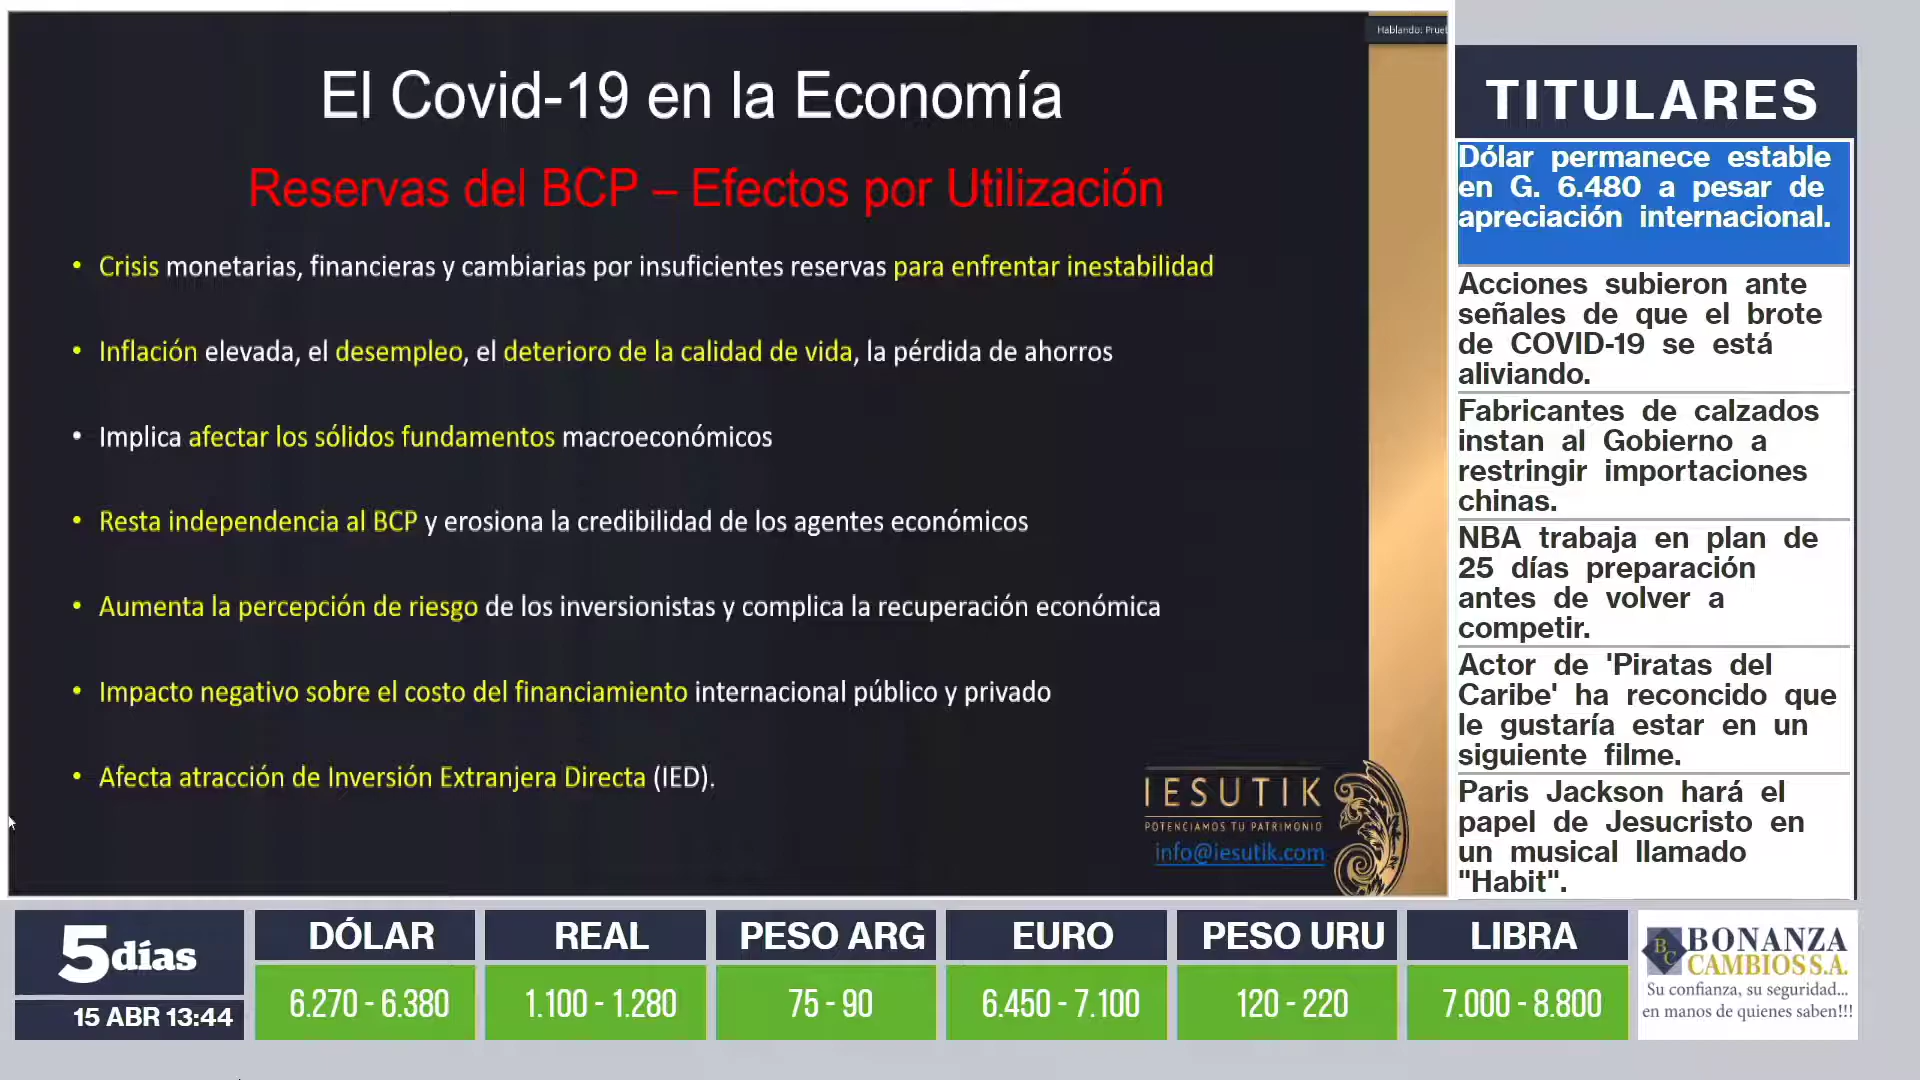 Hablando:
El Covid-19 en la Economía
Reservas del BCP – Efectos por Utilización
• Crisis monetarias, financieras y cambiarias por insuficientes reservas para enfrentar inestabilidad
• Inflación elevada, el desempleo, el deterioro de la calidad de vida, la pérdida de ahorros
• Implica afectar los sólidos fundamentos macroeconómicos
• Resta independencia al BCP y erosiona la credibilidad de los agentes económicos
• Aumenta la percepción de riesgo de los inversionistas y complica la recuperación económica
• Impacto negativo sobre el costo del financiamiento internacional público y privado
• Afecta atracción de Inversión Extranjera Directa (IED).
IESUTIK
POTENCIAMOS TU PATRIMONIO
info@iesutik.com
TITULARES
Dólar permanece estable
en G. 6.480 a pesar de
apreciación internacional.
Acciones subieron ante
señales de que el brote
de COVID-19 se está
aliviando.
Fabricantes de calzados
instan al Gobierno a
restringir importaciones
chinas.
NBA trabaja en plan de
25 días preparación
antes de volver a
competir.
Actor de 'Piratas del
Caribe' ha reconcido que
le gustaría estar en un
siguiente filme.
Paris Jackson hará el
papel de Jesucristo en
un musical llamado
"Habit".
5días
15 ABR 13:44
DÓLAR
6.270 - 6.380
REAL
1.100 - 1.280
PESO ARG
75 - 90
EURO
6.450 - 7.100
PESO URU
120 - 220
LIBRA
7.000 - 8.800
BC
BONANZA
CAMBIOS S.A.
Su confianza, su seguridad...
en manos de quienes saben!!!